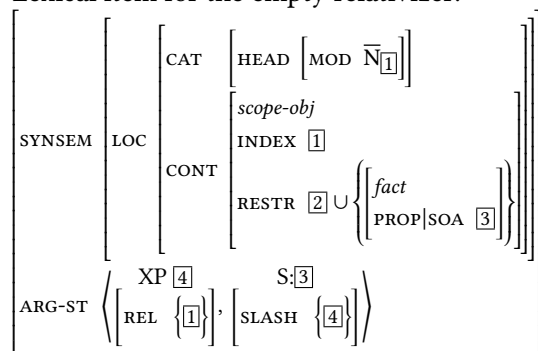 Lexical item for the empty relativizer:
CAT [HEAD [MOD N̅[1]]]
scope-obj
SYNSEM LOC INDEX [1]
CONT
fact
RESTR [2] ∪
PROP|SOA [3]
XP [4] S:[3]
ARG-ST ⟨[REL {[1]}], [SLASH {[4]}]⟩